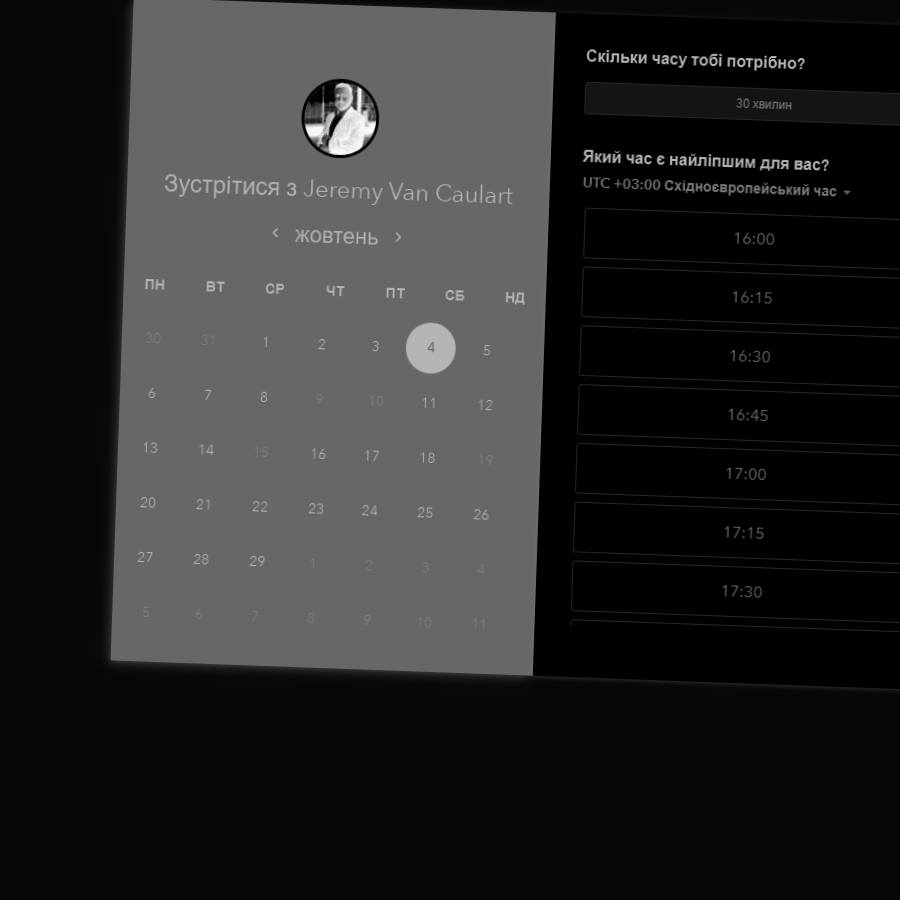 Зустрітися з Jeremy Van Caulart
жовтень
ПН ВТ СР ЧТ ПТ СБ НД
30 31 1 2 3 4 5
6 7 8 9 10 11 12
13 14 15 16 17 18 19
20 21 22 23 24 25 26
27 28 29 1 2 3 4
5 6 7 8 9 10 11
Скільки часу тобі потрібно?
30 хвилин
Який час є найліпшим для вас?
UTC +03:00 Східноєвропейський час
16:00
16:15
16:30
16:45
17:00
17:15
17:30